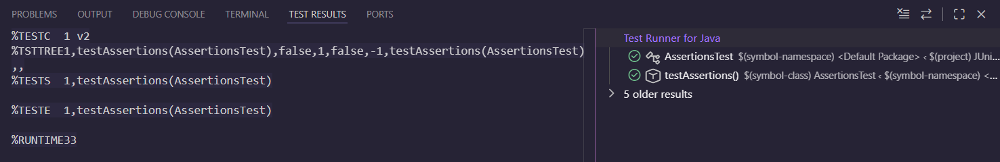 PROBLEMS OUTPUT DEBUG CONSOLE TERMINAL TEST RESULTS PORTS
%TESTC  1 v2
%TSTTREE1,testAssertions(AssertionsTest),false,1,false,-1,testAssertions(AssertionsTest)
,,
%TESTS  1,testAssertions(AssertionsTest)
%TESTE  1,testAssertions(AssertionsTest)
%RUNTIME33
Test Runner for Java
AssertionsTest $(symbol-namespace) <Default Package> ‹ $(project) JUni...
testAssertions() $(symbol-class) AssertionsTest ‹ $(symbol-namespace) <...
5 older results